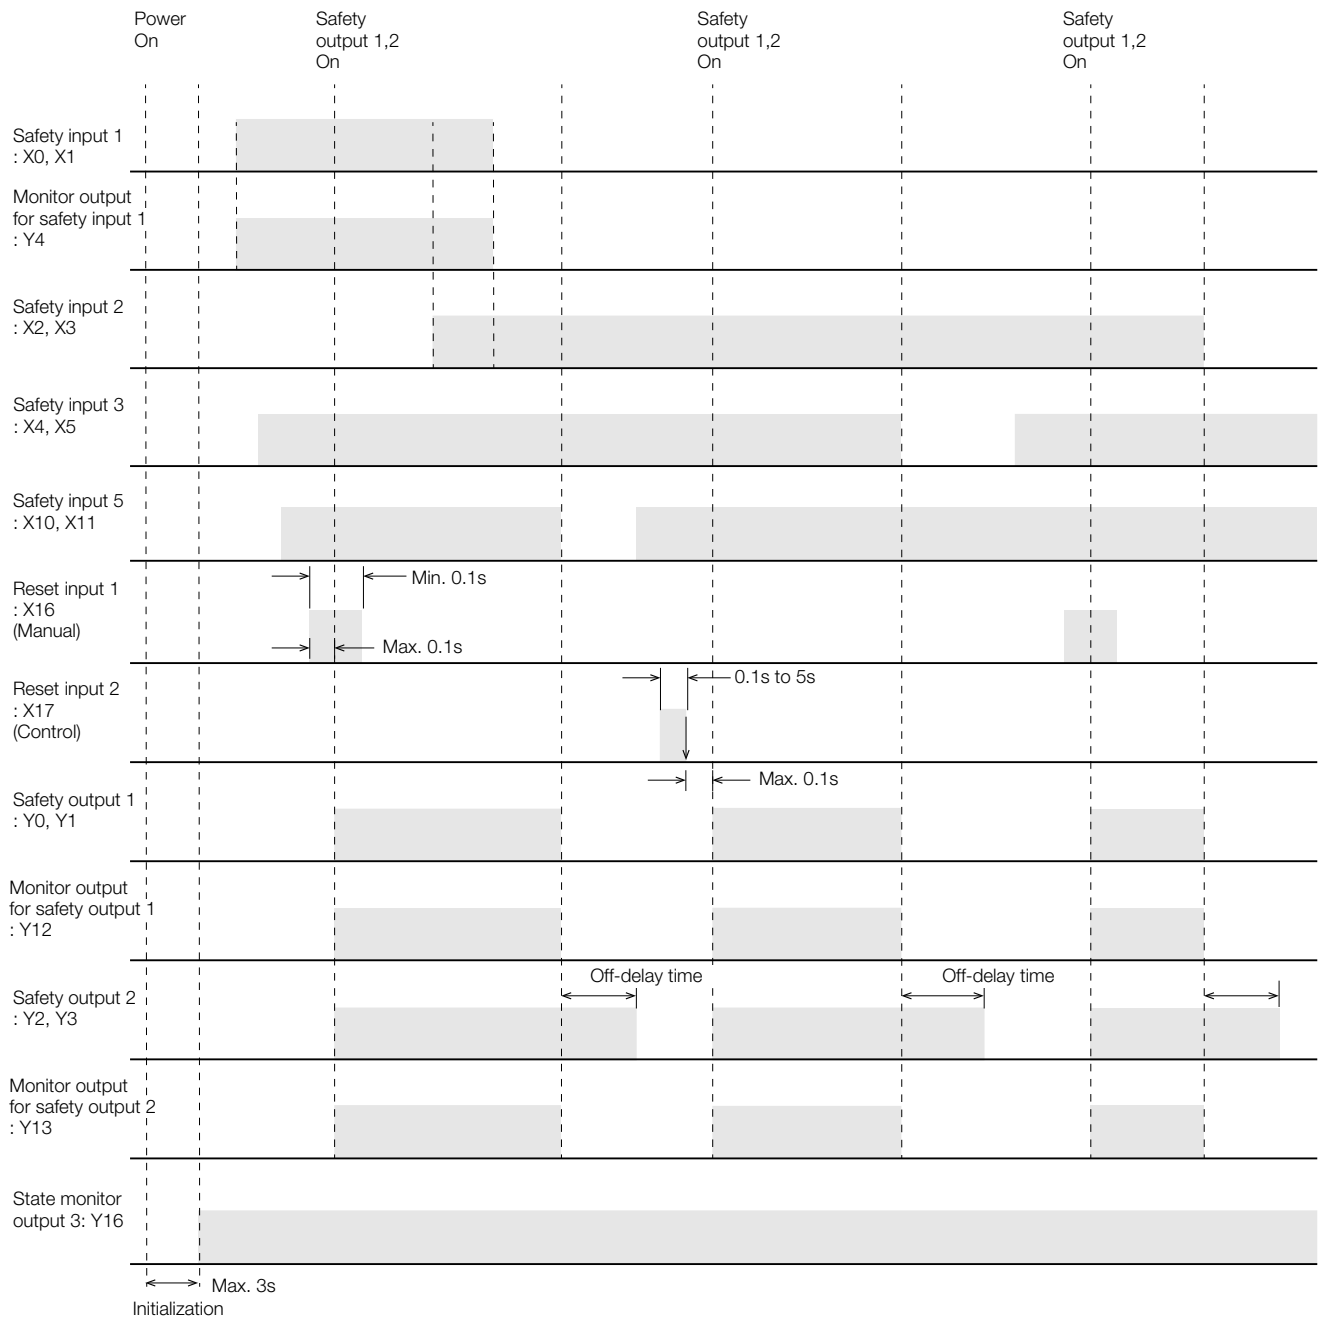 Power
On
Safety
output 1,2
On
Safety
output 1,2
On
Safety
output 1,2
On
Safety input 1
: X0, X1
Monitor output
for safety input 1
: Y4
Safety input 2
: X2, X3
Safety input 3
: X4, X5
Safety input 5
: X10, X11
Reset input 1
: X16
(Manual)
Min. 0.1s
Max. 0.1s
Reset input 2
: X17
(Control)
0.1s to 5s
Max. 0.1s
Safety output 1
: Y0, Y1
Monitor output
for safety output 1
: Y12
Safety output 2
: Y2, Y3
Off-delay time
Off-delay time
Monitor output
for safety output 2
: Y13
State monitor
output 3: Y16
Max. 3s
Initialization